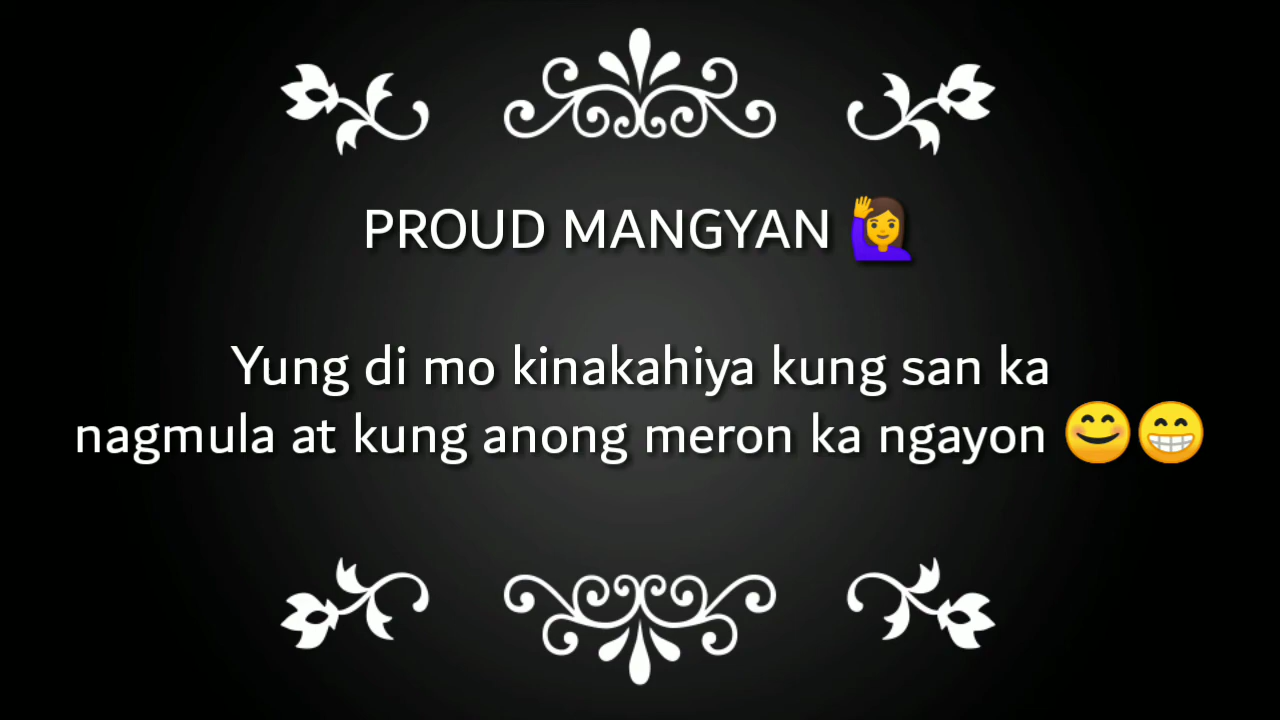 PROUD MANGYAN 🙋‍♀️
Yung di mo kinakahiya kung san ka
nagmula at kung anong meron ka ngayon 😊😁